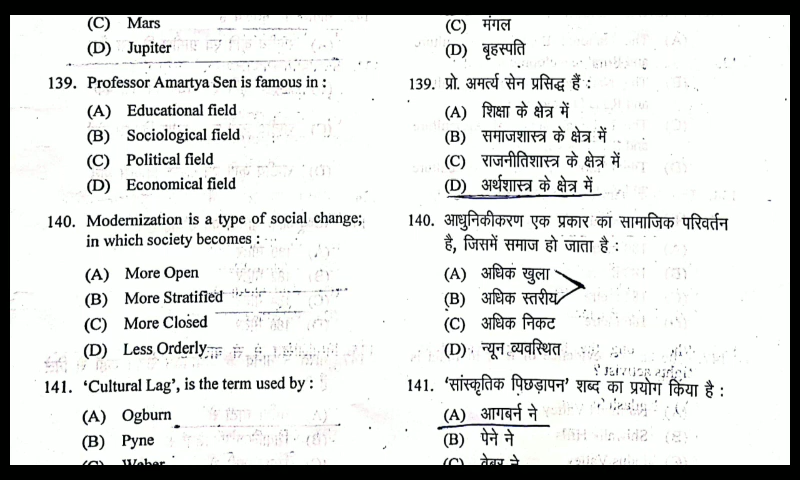 (C) Mars
(D) Jupiter
139. Professor Amartya Sen is famous in :
(A) Educational field
(B) Sociological field
(C) Political field
(D) Economical field
140. Modernization is a type of social change;
in which society becomes :
(A) More Open
(B) More Stratified
(C) More Closed
(D) Less Orderly
141. 'Cultural Lag', is the term used by :
(A) Ogburn
(B) Pyne
(C) Weber
(C) मंगल
(D) बृहस्पति
139. प्रो. अमर्त्य सेन प्रसिद्ध हैं :
(A) शिक्षा के क्षेत्र में
(B) समाजशास्त्र के क्षेत्र में
(C) राजनीतिशास्त्र के क्षेत्र में
(D) अर्थशास्त्र के क्षेत्र में
140. आधुनिकीकरण एक प्रकार का सामाजिक परिवर्तन
है, जिसमें समाज हो जाता है :
(A) अधिक खुला
(B) अधिक स्तरीय
(C) अधिक निकट
(D) न्यून व्यवस्थित
141. 'सांस्कृतिक पिछड़ापन' शब्द का प्रयोग किया है :
(A) आगबर्न ने
(B) पेने ने
(C) वेबर ने